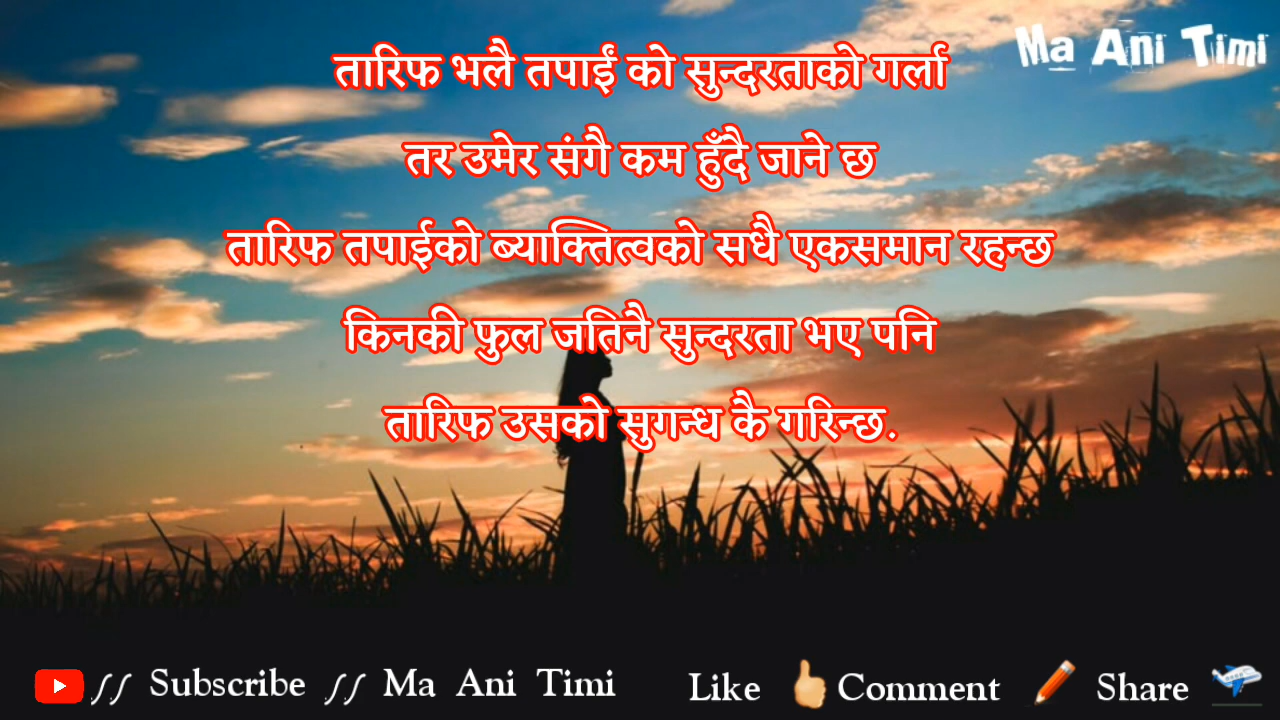 Ma Ani Timi
तारिफ भलै तपाईं को सुन्दरताको गर्ला
तर उमेर संगै कम हुँदै जाने छ
तारिफ तपाईको ब्याक्तित्वको सधै एकसमान रहन्छ
किनकी फुल जतिनै सुन्दरता भए पनि
तारिफ उसको सुगन्ध कै गरिन्छ.
∫∫ Subscribe ∫∫ Ma Ani Timi Like Comment Share